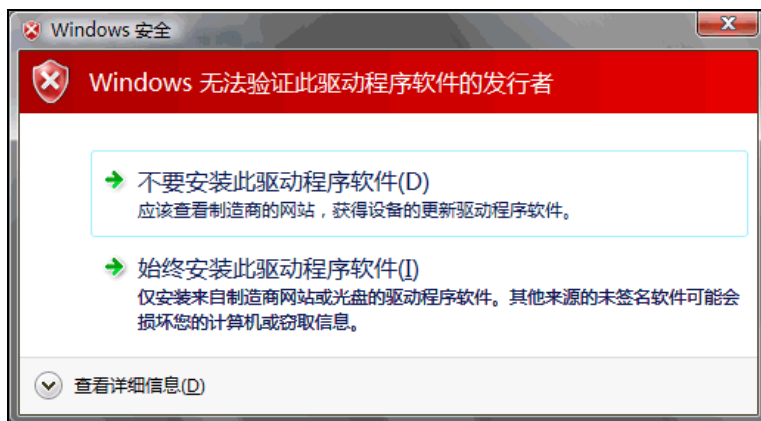 Windows 安全
Windows 无法验证此驱动程序软件的发行者
不要安装此驱动程序软件(D)
应该查看制造商的网站，获得设备的更新驱动程序软件。
始终安装此驱动程序软件(I)
仅安装来自制造商网站或光盘的驱动程序软件。其他来源的未签名软件可能会
损坏您的计算机或窃取信息。
查看详细信息(D)